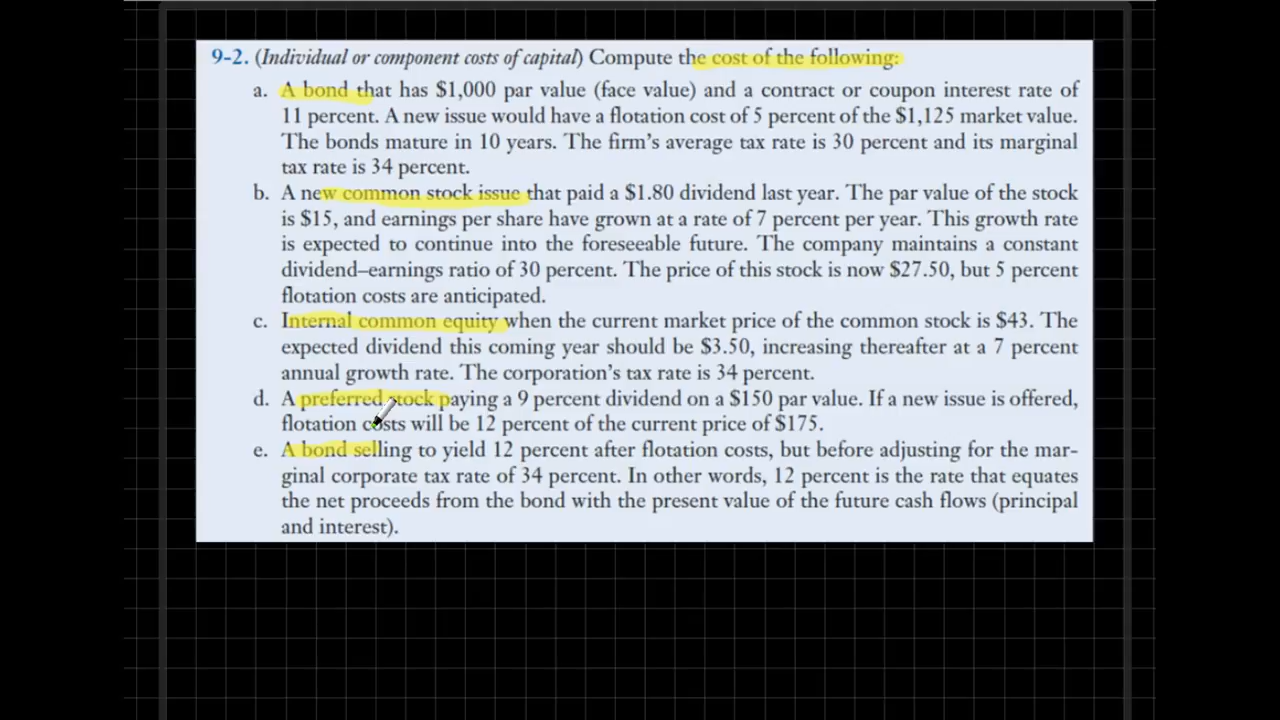 9-2. (Individual or component costs of capital) Compute the cost of the following:
a. A bond that has $1,000 par value (face value) and a contract or coupon interest rate of
11 percent. A new issue would have a flotation cost of 5 percent of the $1,125 market value.
The bonds mature in 10 years. The firm's average tax rate is 30 percent and its marginal
tax rate is 34 percent.
b. A new common stock issue that paid a $1.80 dividend last year. The par value of the stock
is $15, and earnings per share have grown at a rate of 7 percent per year. This growth rate
is expected to continue into the foreseeable future. The company maintains a constant
dividend–earnings ratio of 30 percent. The price of this stock is now $27.50, but 5 percent
flotation costs are anticipated.
c. Internal common equity when the current market price of the common stock is $43. The
expected dividend this coming year should be $3.50, increasing thereafter at a 7 percent
annual growth rate. The corporation's tax rate is 34 percent.
d. A preferred stock paying a 9 percent dividend on a $150 par value. If a new issue is offered,
flotation costs will be 12 percent of the current price of $175.
e. A bond selling to yield 12 percent after flotation costs, but before adjusting for the mar-
ginal corporate tax rate of 34 percent. In other words, 12 percent is the rate that equates
the net proceeds from the bond with the present value of the future cash flows (principal
and interest).